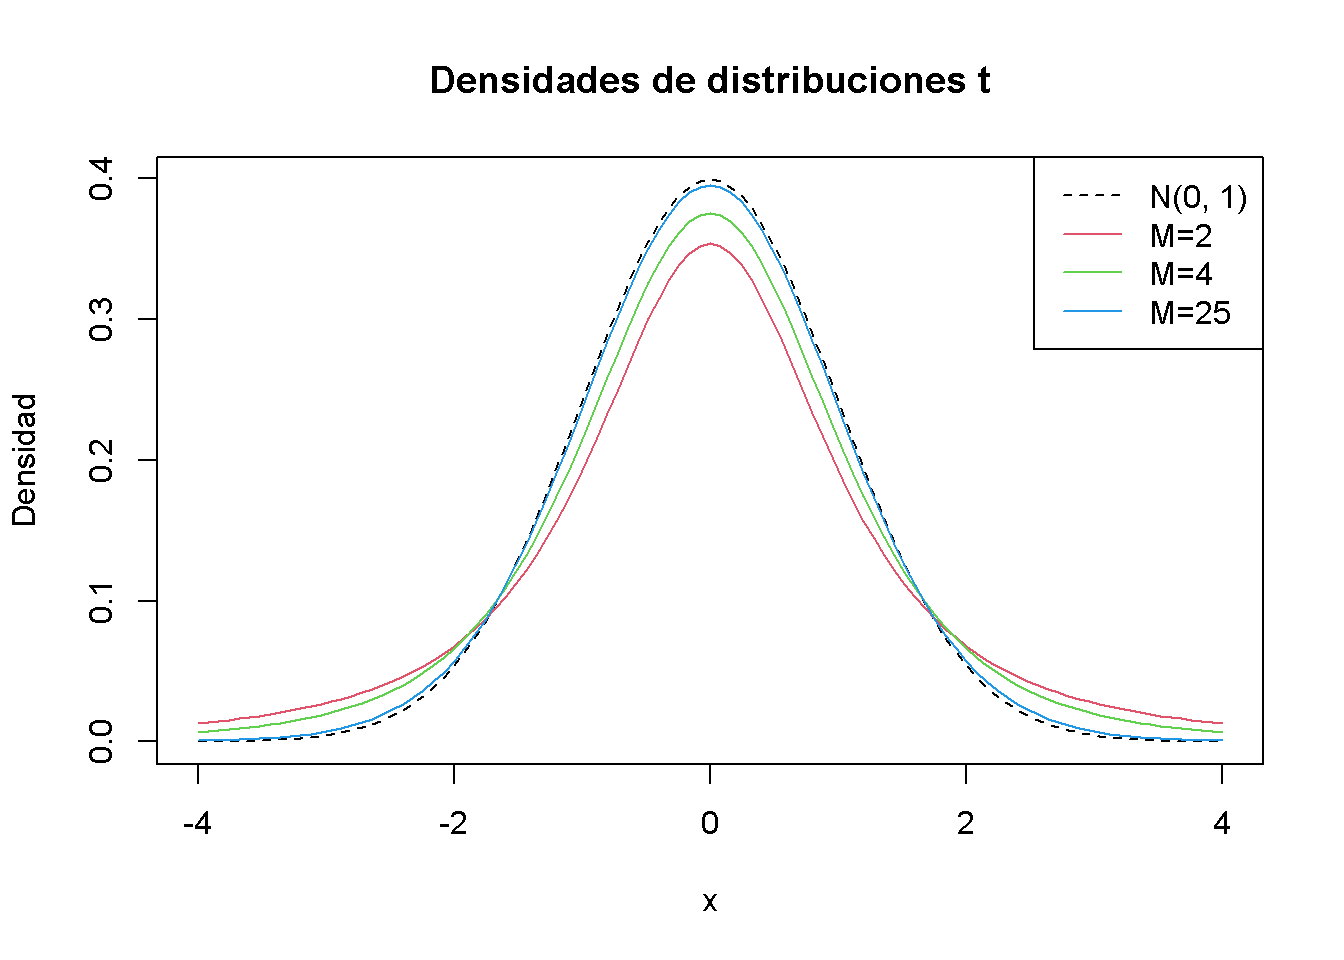 Densidades de distribuciones t
N(0, 1)
M=2
M=4
M=25
Densidad
0.4
0.3
0.2
0.1
0.0
-4 -2 0 2 4
x